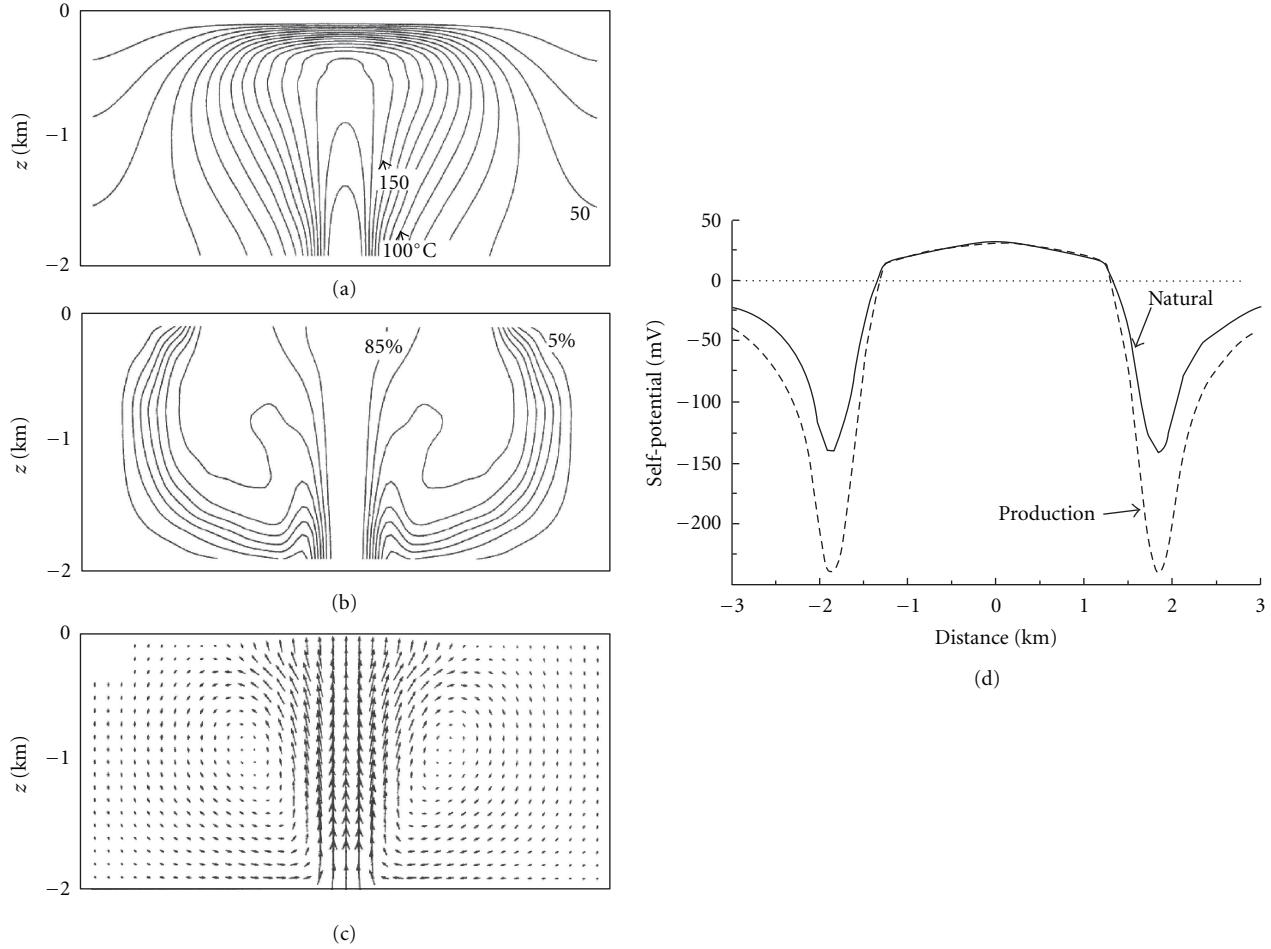 0
−1
−2
z (km)
150
100°C
50
(a)
0
−1
−2
z (km)
85%
5%
(b)
0
−1
−2
z (km)
(c)
50
0
−50
−100
−150
−200
Self-potential (mV)
Natural
Production
−3 −2 −1 0 1 2 3
Distance (km)
(d)